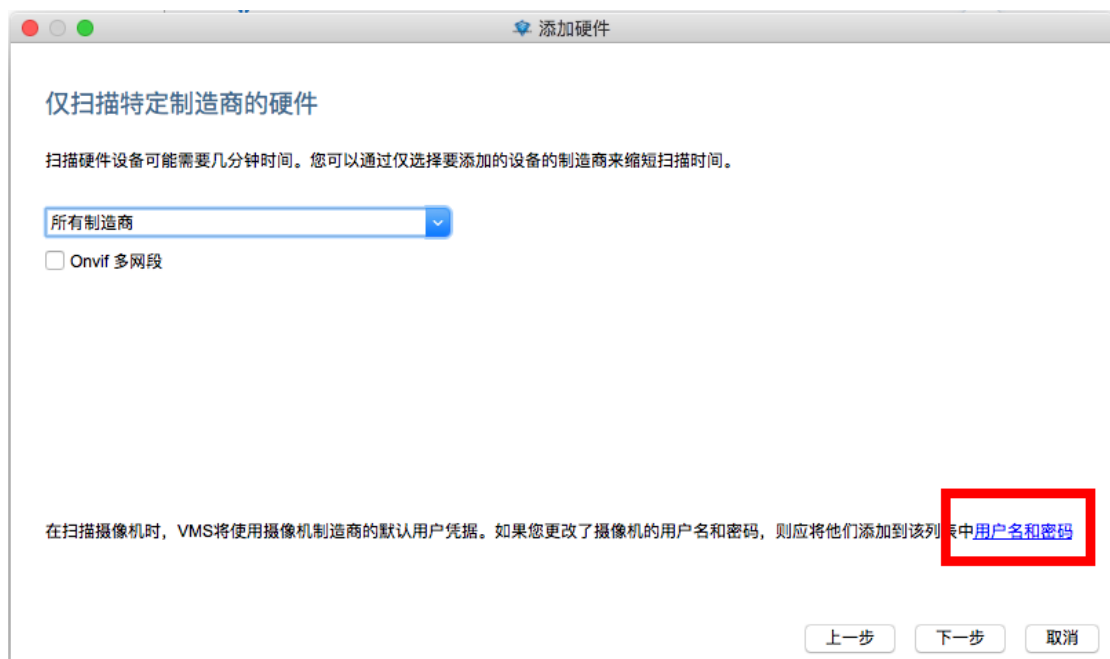 添加硬件
仅扫描特定制造商的硬件
扫描硬件设备可能需要几分钟时间。您可以通过仅选择要添加的设备的制造商来缩短扫描时间。
所有制造商
Onvif 多网段
在扫描摄像机时，VMS将使用摄像机制造商的默认用户凭据。如果您更改了摄像机的用户名和密码，则应将他们添加到该列表中用户名和密码
上一步 下一步 取消